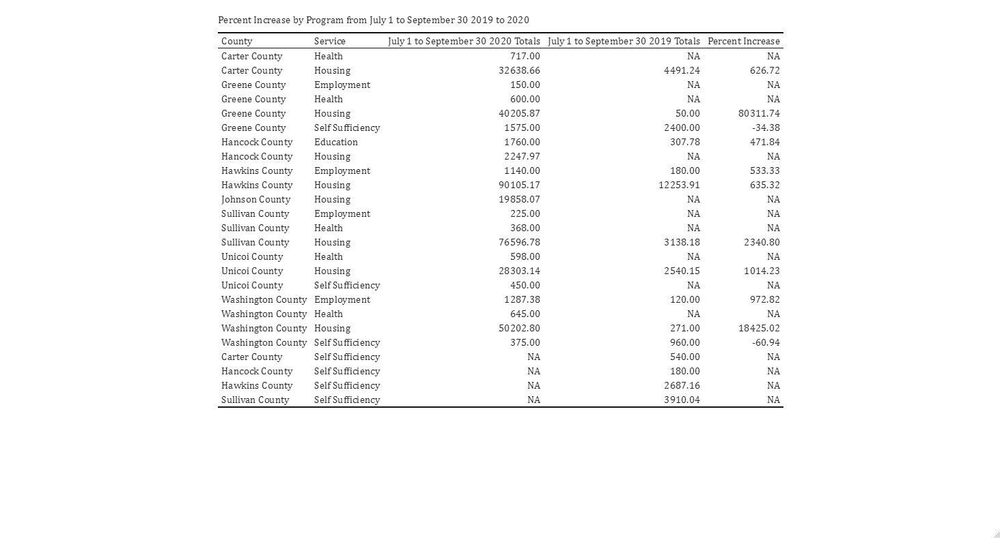 Percent Increase by Program from July 1 to September 30 2019 to 2020
County Service July 1 to September 30 2020 Totals July 1 to September 30 2019 Totals Percent Increase
Carter County Health 717.00 NA NA
Carter County Housing 32638.66 4491.24 626.72
Greene County Employment 150.00 NA NA
Greene County Health 600.00 NA NA
Greene County Housing 40205.87 50.00 80311.74
Greene County Self Sufficiency 1575.00 2400.00 -34.38
Hancock County Education 1760.00 307.78 471.84
Hancock County Housing 2247.97 NA NA
Hawkins County Employment 1140.00 180.00 533.33
Hawkins County Housing 90105.17 12253.91 635.32
Johnson County Housing 19858.07 NA NA
Sullivan County Employment 225.00 NA NA
Sullivan County Health 368.00 NA NA
Sullivan County Housing 76596.78 3138.18 2340.80
Unicoi County Health 598.00 NA NA
Unicoi County Housing 28303.14 2540.15 1014.23
Unicoi County Self Sufficiency 450.00 NA NA
Washington County Employment 1287.38 120.00 972.82
Washington County Health 645.00 NA NA
Washington County Housing 50202.80 271.00 18425.02
Washington County Self Sufficiency 375.00 960.00 -60.94
Carter County Self Sufficiency NA 540.00 NA
Hancock County Self Sufficiency NA 180.00 NA
Hawkins County Self Sufficiency NA 2687.16 NA
Sullivan County Self Sufficiency NA 3910.04 NA